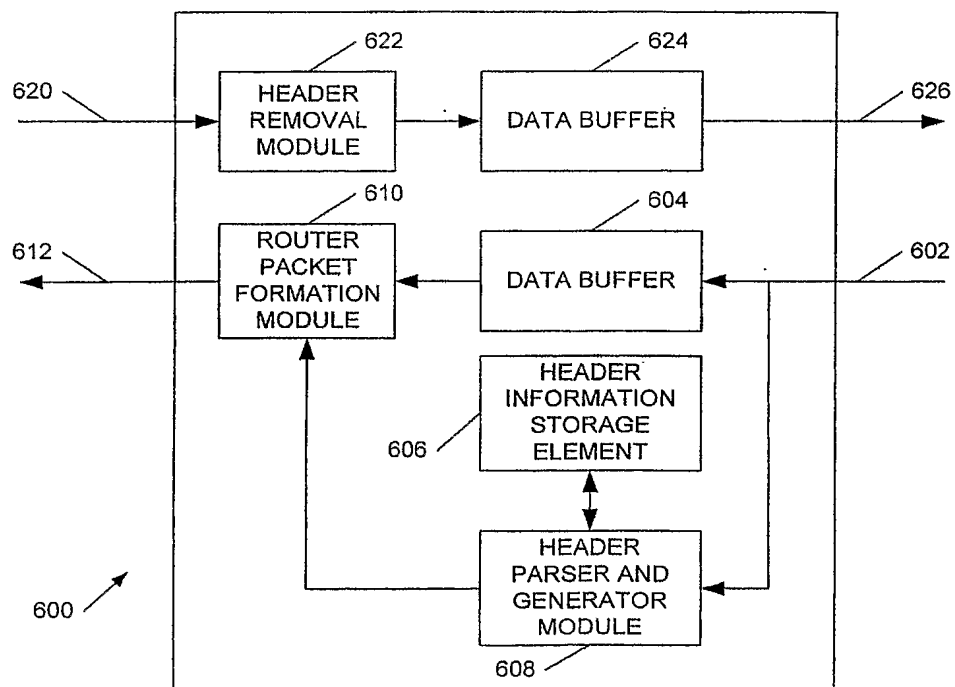 622
624
620
HEADER
REMOVAL
MODULE
DATA BUFFER
626
610
604
612
ROUTER
PACKET
FORMATION
MODULE
DATA BUFFER
602
HEADER
INFORMATION
STORAGE
ELEMENT
606
HEADER
PARSER AND
GENERATOR
MODULE
600
608